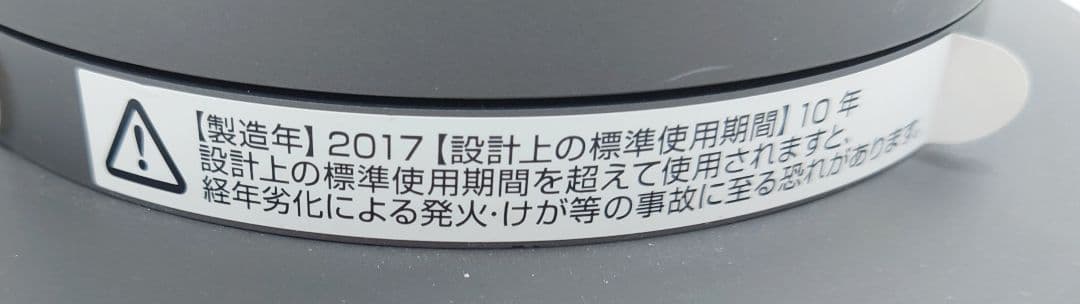 【製造年】2017【設計上の標準使用期間】10年
設計上の標準使用期間を超えて使用されますと、
経年劣化による発火・けが等の事故に至る恐れがあります。